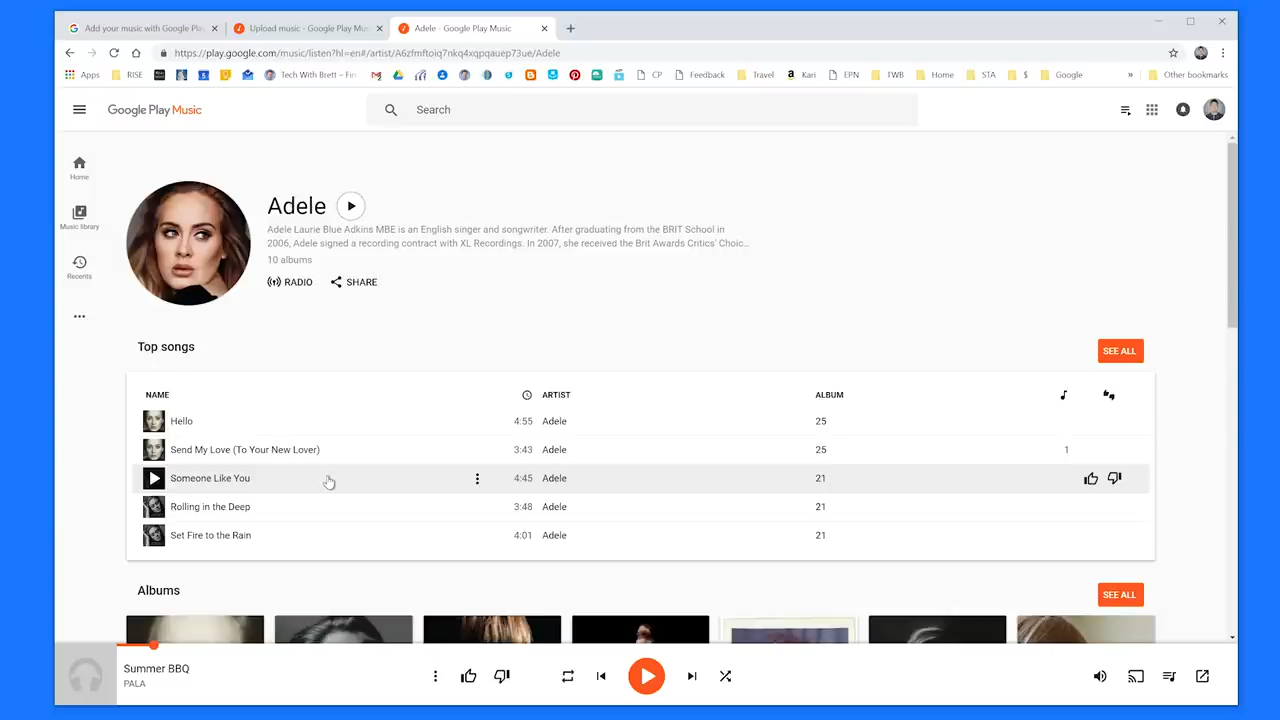 Add your music with Google Pla
Upload music - Google Play Mus
Adele - Google Play Music
https://play.google.com/music/listen?hl=en#/artist/A6zfmftoiq7nkq4xqpqauep73ue/Adele
Apps RISE Tech With Brett – Fin CP Feedback Travel Kari EPN TWB Home STA $ Google » Other bookmarks
Google Play Music
Search
Home
Music library
Recents
Adele
Adele Laurie Blue Adkins MBE is an English singer and songwriter. After graduating from the BRIT School in
2006, Adele signed a recording contract with XL Recordings. In 2007, she received the Brit Awards Critics' Choic...
10 albums
RADIO SHARE
Top songs SEE ALL
NAME ARTIST ALBUM
Hello 4:55 Adele 25
Send My Love (To Your New Lover) 3:43 Adele 25 1
Someone Like You 4:45 Adele 21
Rolling in the Deep 3:48 Adele 21
Set Fire to the Rain 4:01 Adele 21
Albums SEE ALL
Summer BBQ
PALA